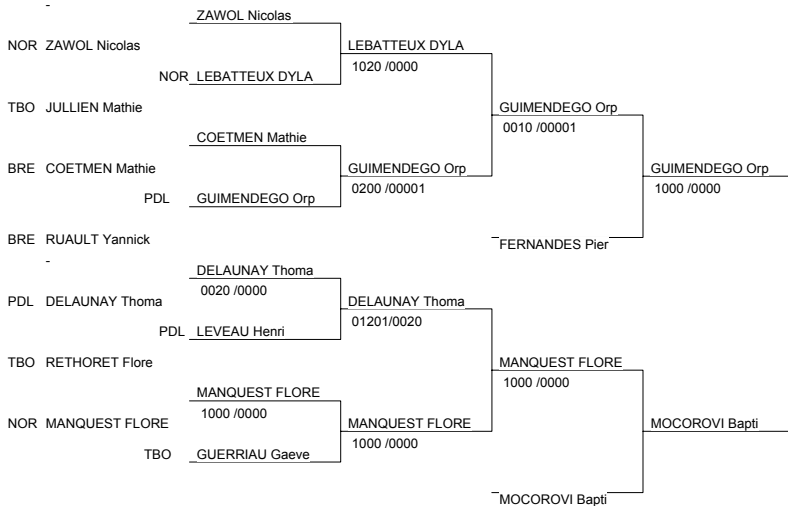 -
ZAWOL Nicolas
NOR ZAWOL Nicolas
LEBATTEUX DYLA
1020 /0000
NOR LEBATTEUX DYLA
TBO JULLIEN Mathie
GUIMENDEGO Orp
0010 /00001
COETMEN Mathie
BRE COETMEN Mathie
GUIMENDEGO Orp
0200 /00001
GUIMENDEGO Orp
1000 /0000
PDL GUIMENDEGO Orp
BRE RUAULT Yannick
FERNANDES Pier
-
DELAUNAY Thoma
0020 /0000
PDL DELAUNAY Thoma
DELAUNAY Thoma
01201/0020
PDL LEVEAU Henri
TBO RETHORET Flore
MANQUEST FLORE
1000 /0000
MANQUEST FLORE
1000 /0000
NOR MANQUEST FLORE
MANQUEST FLORE
1000 /0000
MOCOROVI Bapti
TBO GUERRIAU Gaeve
MOCOROVI Bapti